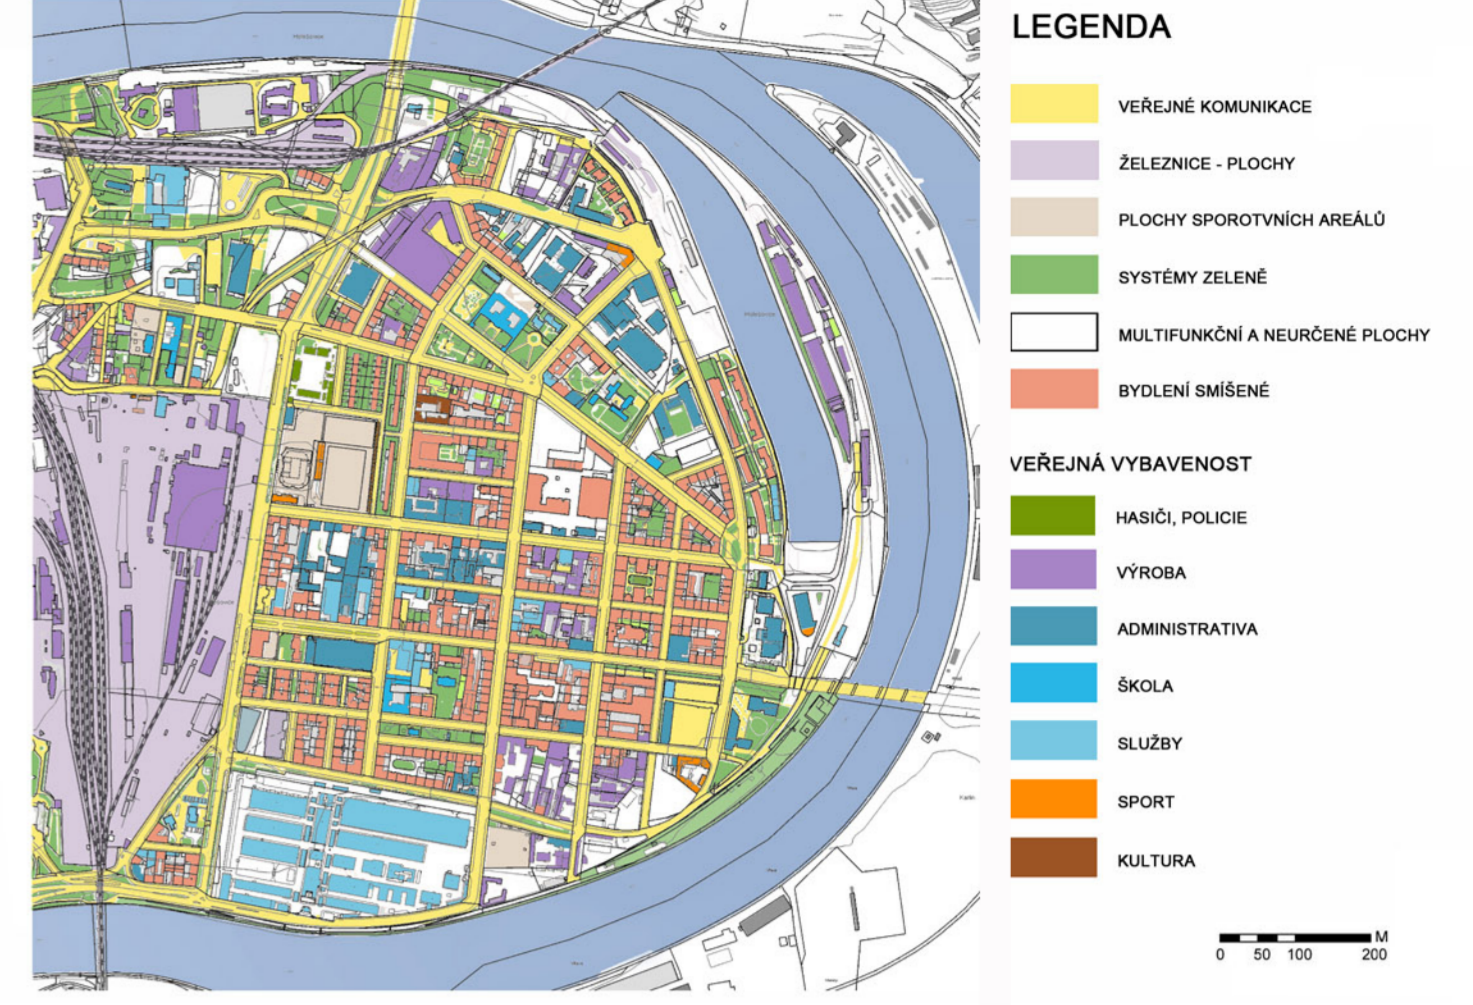 LEGENDA
VEŘEJNÉ KOMUNIKACE
ŽELEZNICE - PLOCHY
PLOCHY SPOROTVNÍCH AREÁLŮ
SYSTÉMY ZELENĚ
MULTIFUNKČNÍ A NEURČENÉ PLOCHY
BYDLENÍ SMÍŠENÉ
VEŘEJNÁ VYBAVENOST
HASIČI, POLICIE
VÝROBA
ADMINISTRATIVA
ŠKOLA
SLUŽBY
SPORT
KULTURA
M
0 50 100 200